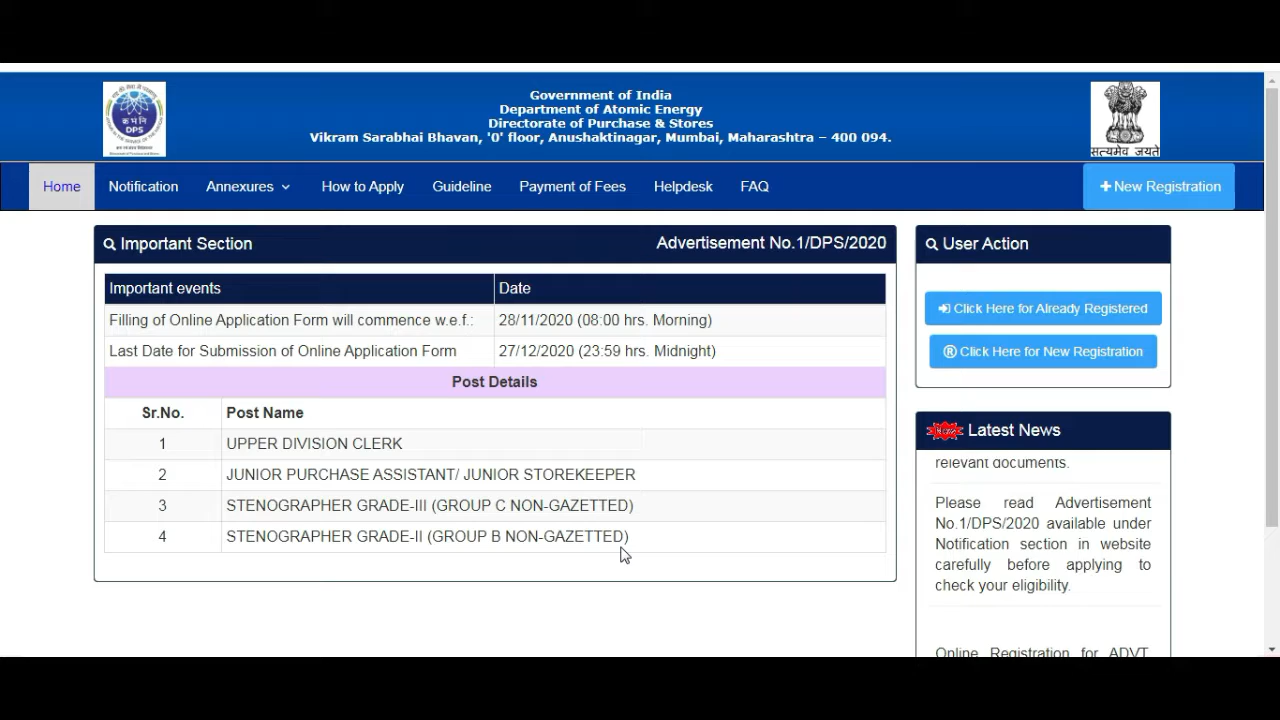 Government of India
Department of Atomic Energy
Directorate of Purchase & Stores
Vikram Sarabhai Bhavan, '0' floor, Anushaktinagar, Mumbai, Maharashtra – 400 094.
DPS
सत्यमेव जयते
Home Notification Annexures How to Apply Guideline Payment of Fees Helpdesk FAQ New Registration
Important Section Advertisement No.1/DPS/2020
Important events Date
Filling of Online Application Form will commence w.e.f.: 28/11/2020 (08:00 hrs. Morning)
Last Date for Submission of Online Application Form 27/12/2020 (23:59 hrs. Midnight)
Post Details
Sr.No. Post Name
1 UPPER DIVISION CLERK
2 JUNIOR PURCHASE ASSISTANT/ JUNIOR STOREKEEPER
3 STENOGRAPHER GRADE-III (GROUP C NON-GAZETTED)
4 STENOGRAPHER GRADE-II (GROUP B NON-GAZETTED)
User Action
Click Here for Already Registered
Click Here for New Registration
Latest News
relevant documents.
Please read Advertisement
No.1/DPS/2020 available under
Notification section in website
carefully before applying to
check your eligibility.
Online Registration for ADVT